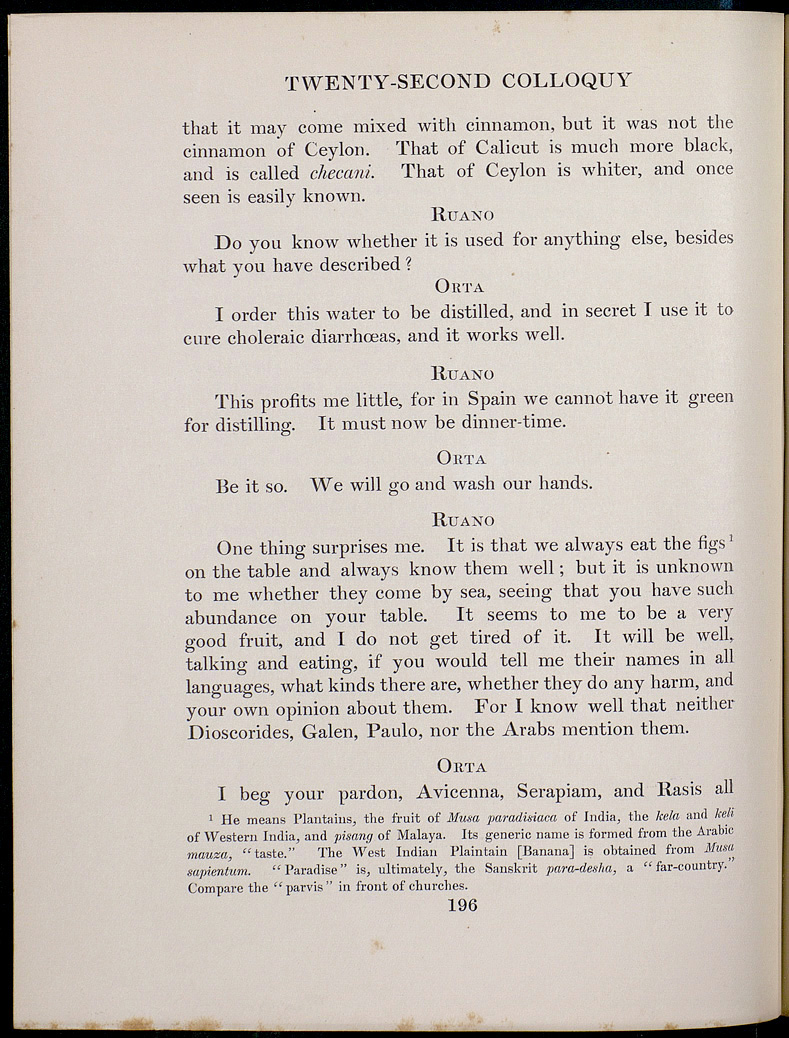 TWENTY-SECOND COLLOQUY
that it may come mixed with cinnamon, but it was not the
cinnamon of Ceylon. That of Calicut is much more black,
and is called checani. That of Ceylon is whiter, and once
seen is easily known.
RUANO
Do you know whether it is used for anything else, besides
what you have described?
ORTA
I order this water to be distilled, and in secret I use it to
cure choleraic diarrhœas, and it works well.
RUANO
This profits me little, for in Spain we cannot have it green
for distilling. It must now be dinner-time.
ORTA
Be it so. We will go and wash our hands.
RUANO
One thing surprises me. It is that we always eat the figs¹
on the table and always know them well; but it is unknown
to me whether they come by sea, seeing that you have such
abundance on your table. It seems to me to be a very
good fruit, and I do not get tired of it. It will be well,
talking and eating, if you would tell me their names in all
languages, what kinds there are, whether they do any harm, and
your own opinion about them. For I know well that neither
Dioscorides, Galen, Paulo, nor the Arabs mention them.
ORTA
I beg your pardon, Avicenna, Serapiam, and Rasis all
¹ He means Plantains, the fruit of Musa paradisiaca of India, the kela and keli
of Western India, and pisang of Malaya. Its generic name is formed from the Arabic
mauza, "taste." The West Indian Plaintain [Banana] is obtained from Musa
sapientum. "Paradise" is, ultimately, the Sanskrit para-desha, a "far-country."
Compare the "parvis" in front of churches.
196